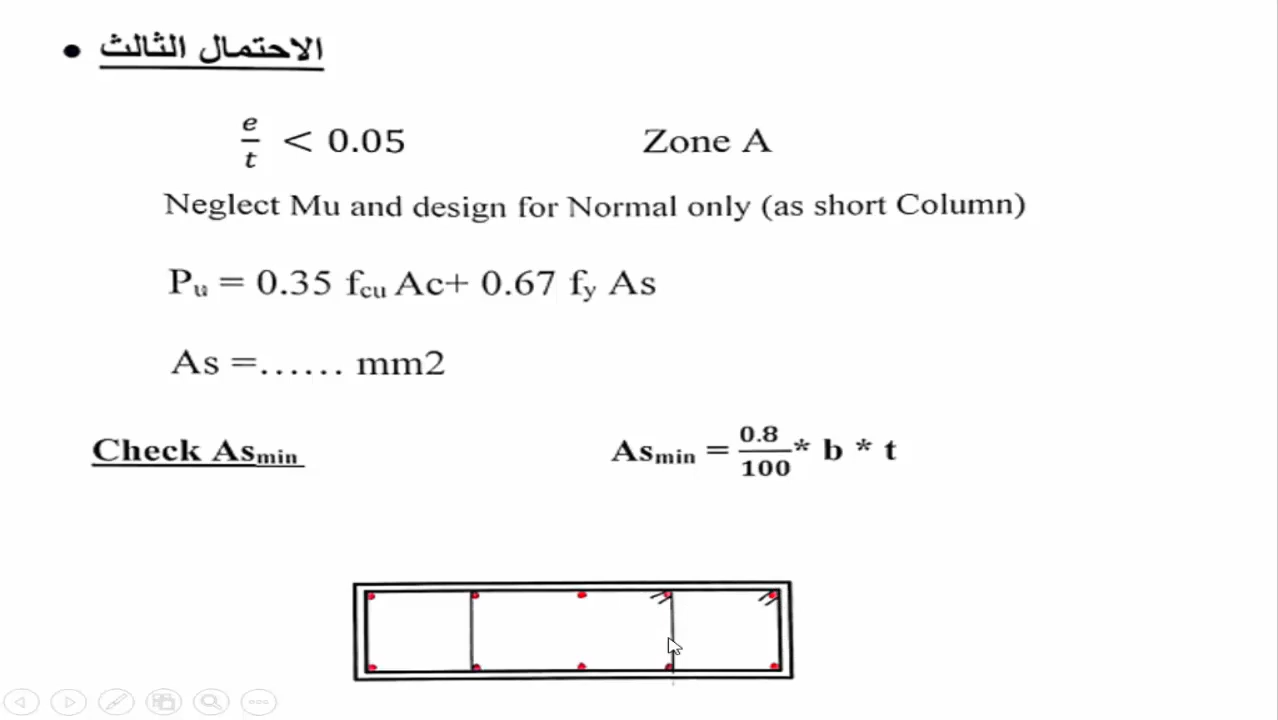 • الاحتمال الثالث
e/t < 0.05 Zone A
Neglect Mu and design for Normal only (as short Column)
Pu = 0.35 fcu Ac+ 0.67 fy As
As =...... mm2
Check Asmin Asmin = 0.8/100 * b * t